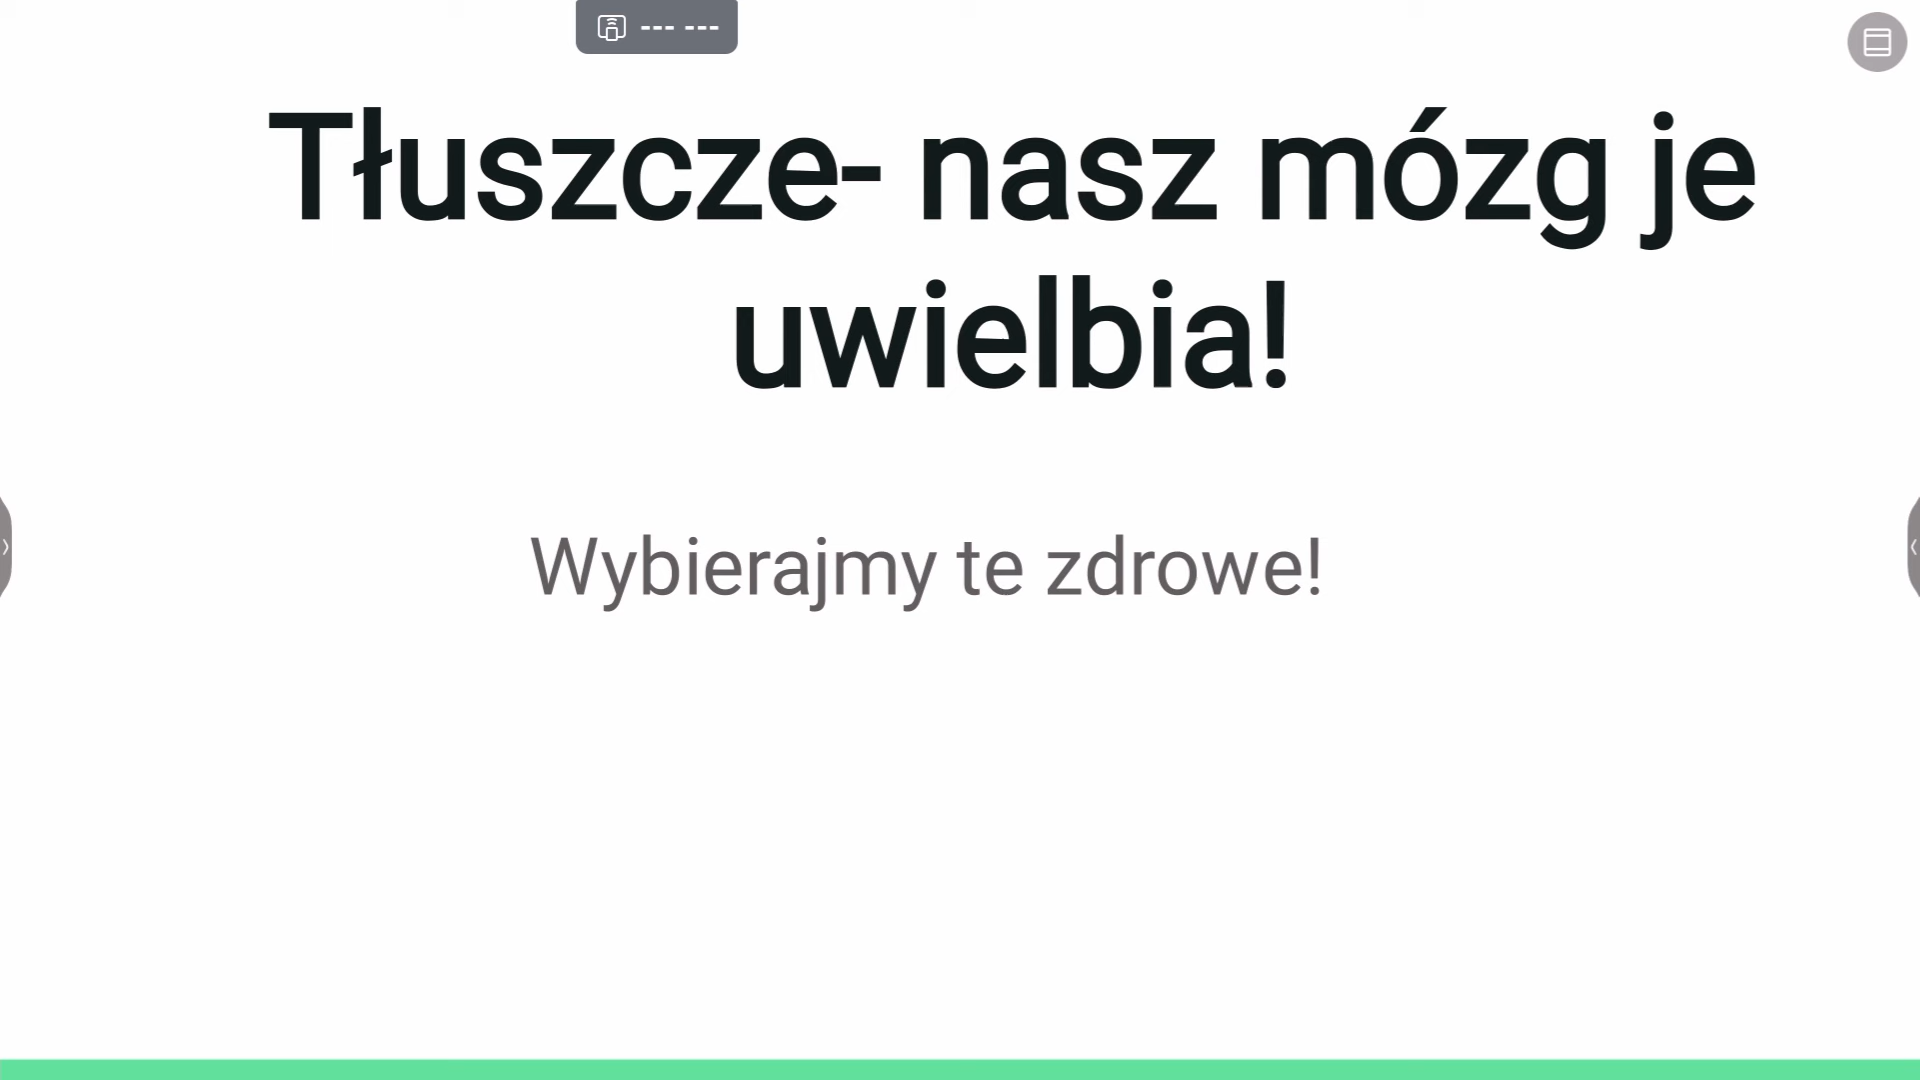 --- ---
Tłuszcze- nasz mózg je
uwielbia!
Wybierajmy te zdrowe!